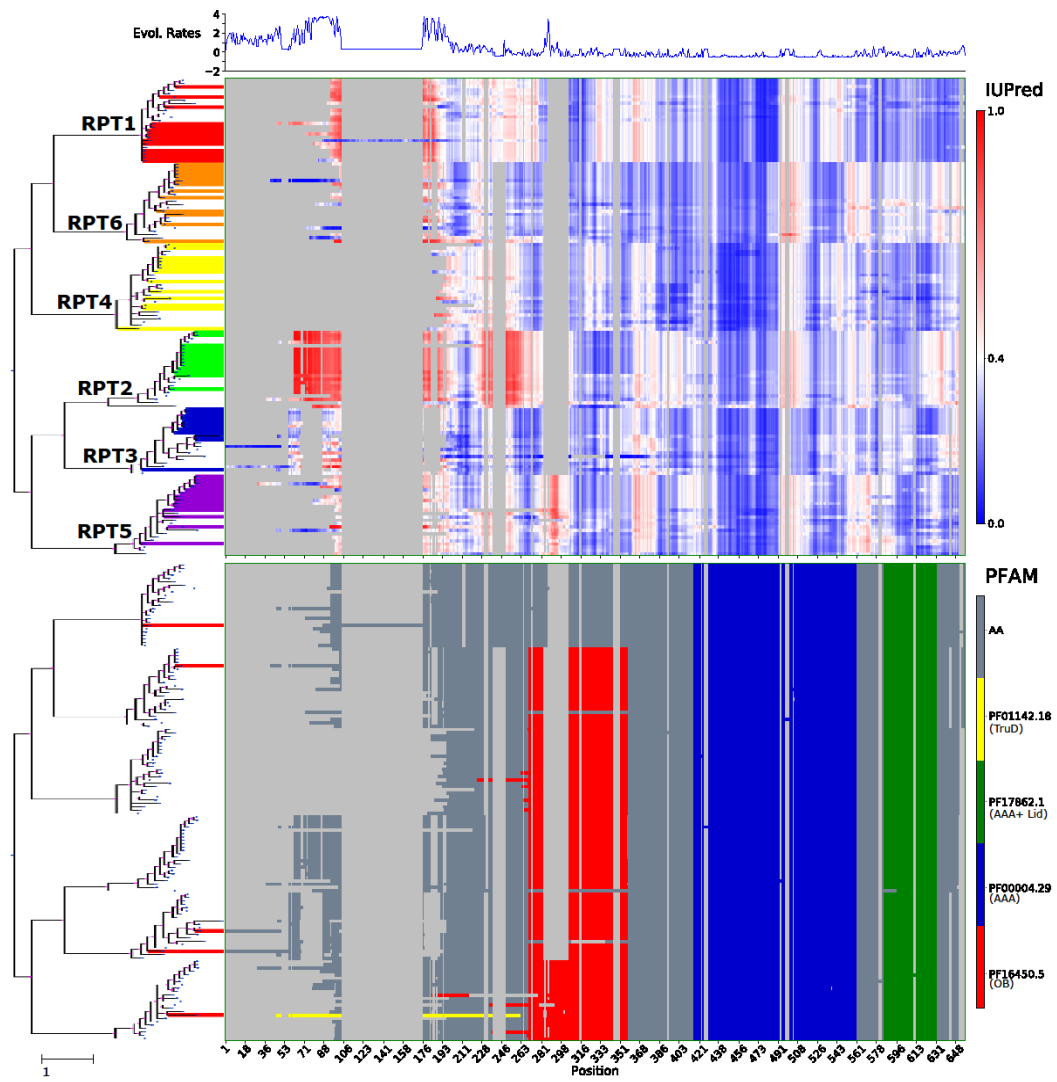 4
2
0
−2
Evol. Rates
RPT1
RPT6
RPT4
RPT2
RPT3
RPT5
IUPred
1.0
0.4
0.0
PFAM
AA
PF01142.18
(TruD)
PF17862.1
(AAA+ Lid)
PF00004.29
(AAA)
PF16450.5
(OB)
1 18 36 53 71 88 106 123 141 158 176 193 211 228 246 263 281 298 316 333 351 368 386 403 421 438 456 473 491 508 526 543 561 578 596 613 631 648
Position
1